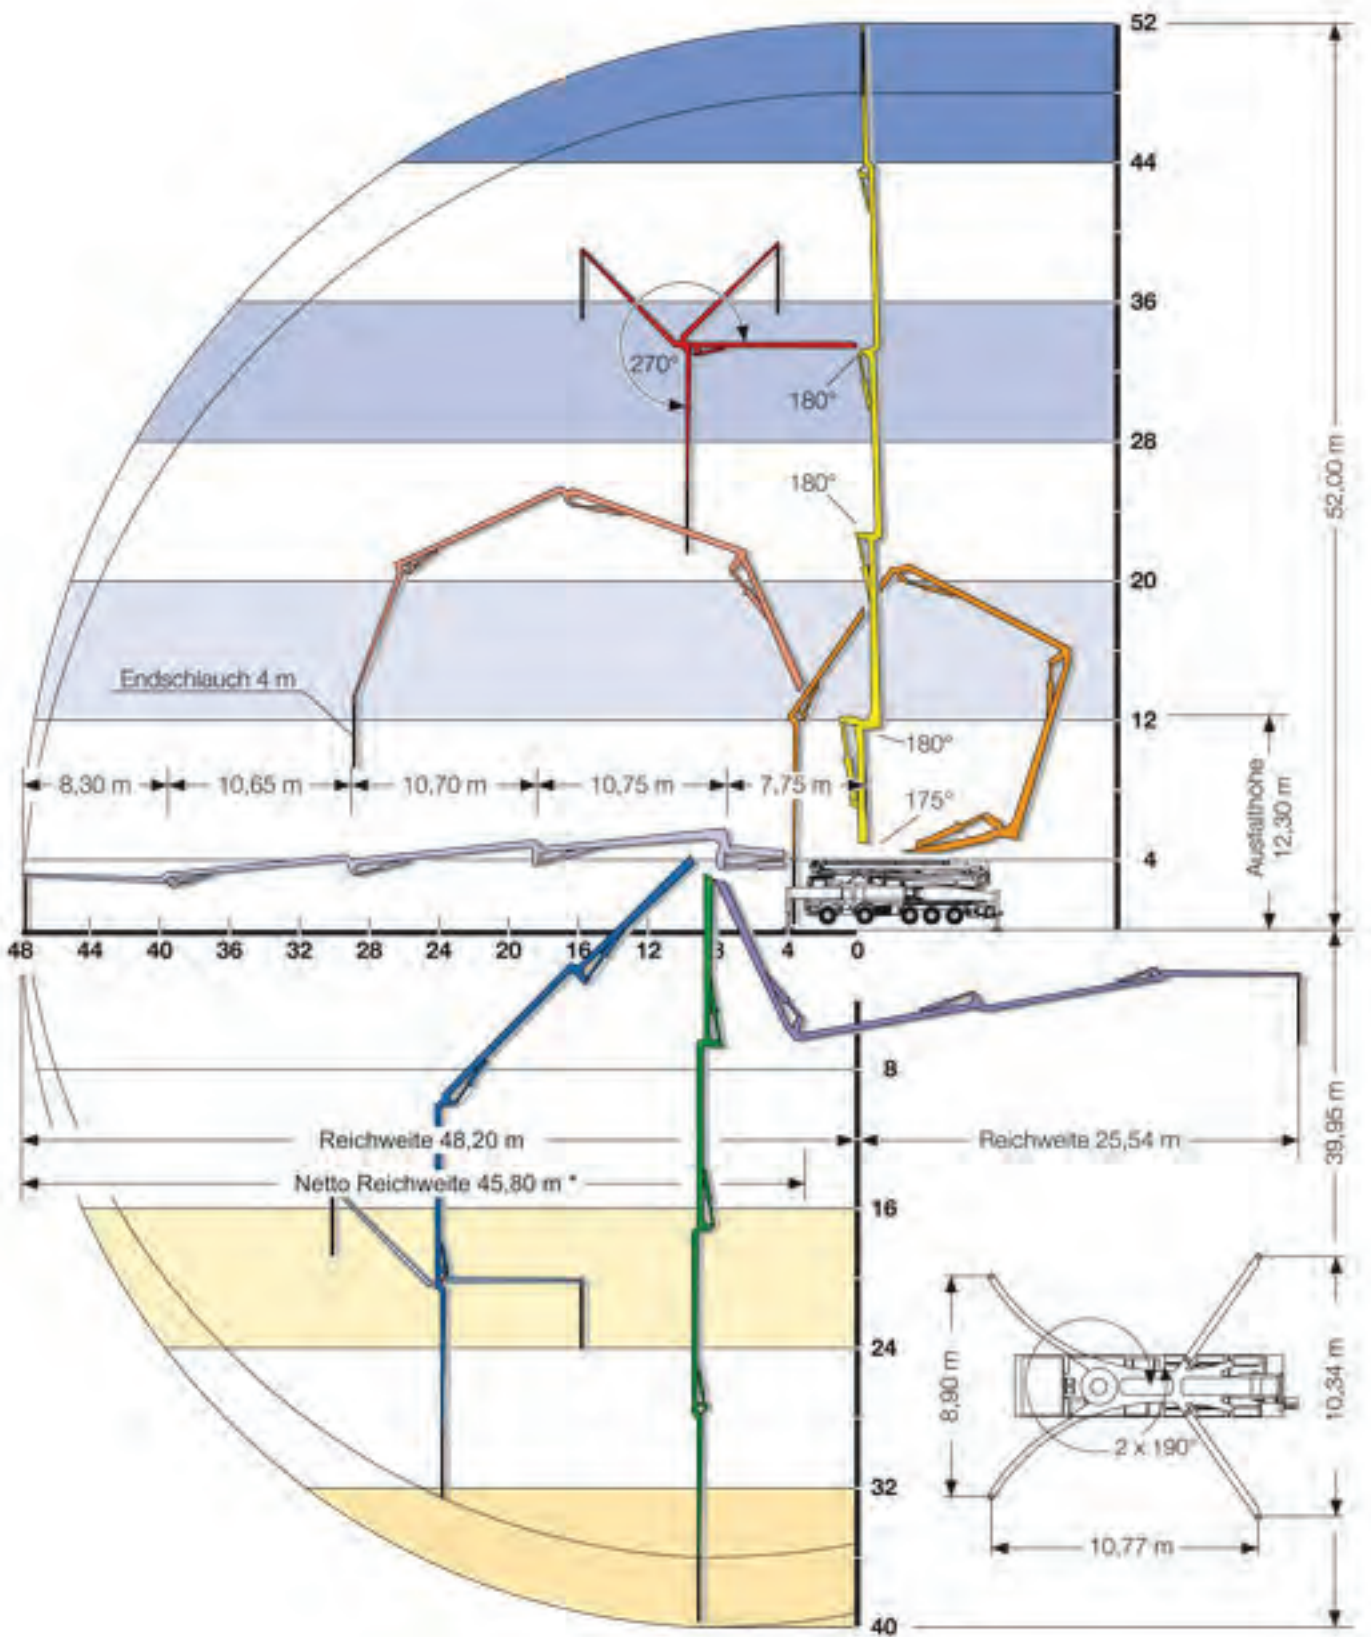 52
44
36
270°
180°
28
180°
52,00 m
20
Endschlauch 4 m
12
180°
8,30 m 10,65 m 10,70 m 10,75 m 7,75 m
175°
Ausfalthöhe
12,30 m
4
48 44 40 36 32 28 24 20 16 12 8 4 0
8
Reichweite 48,20 m
Reichweite 25,54 m
39,95 m
Netto Reichweite 45,80 m *
16
24
8,90 m
10,34 m
2 x 190°
32
10,77 m
40